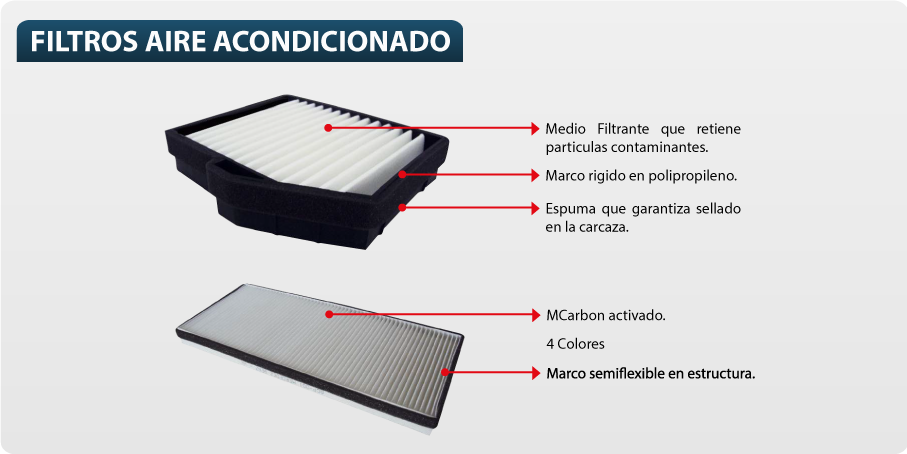 FILTROS AIRE ACONDICIONADO
Medio Filtrante que retiene
particulas contaminantes.
Marco rigido en polipropileno.
Espuma que garantiza sellado
en la carcaza.
MCarbon activado.
4 Colores
Marco semiflexible en estructura.